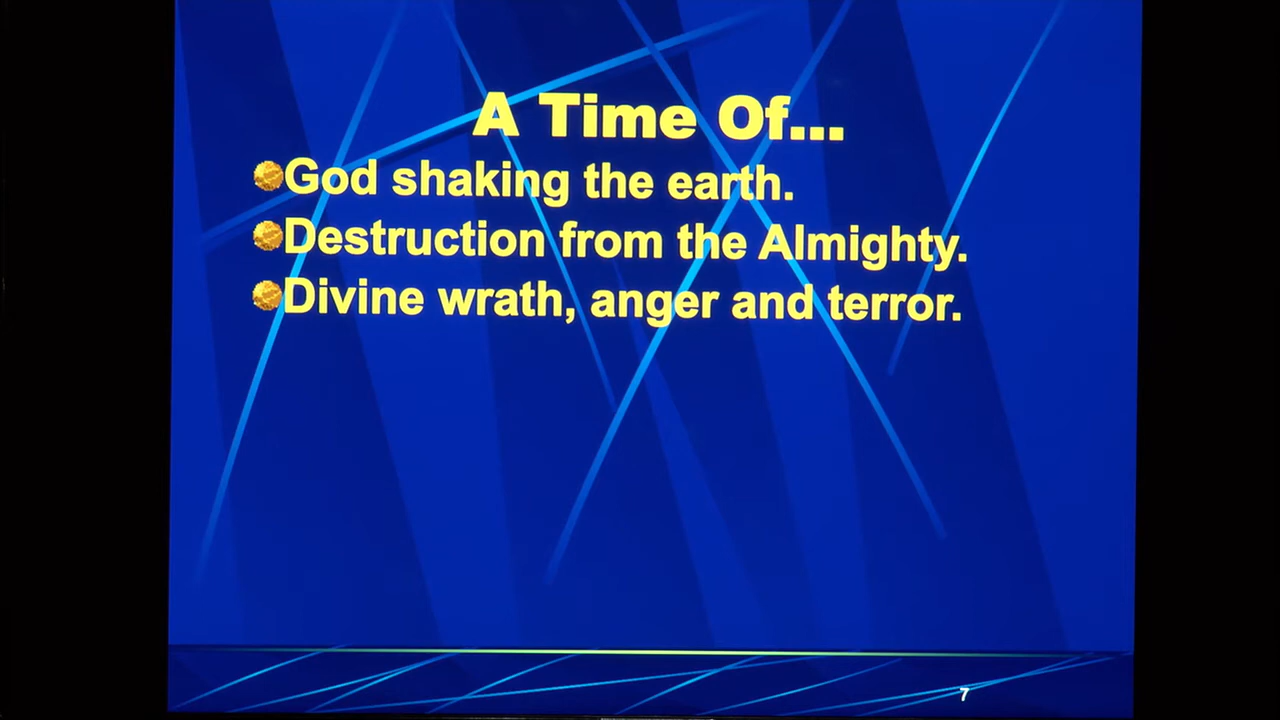 A Time Of...
God shaking the earth.
Destruction from the Almighty.
Divine wrath, anger and terror.
7